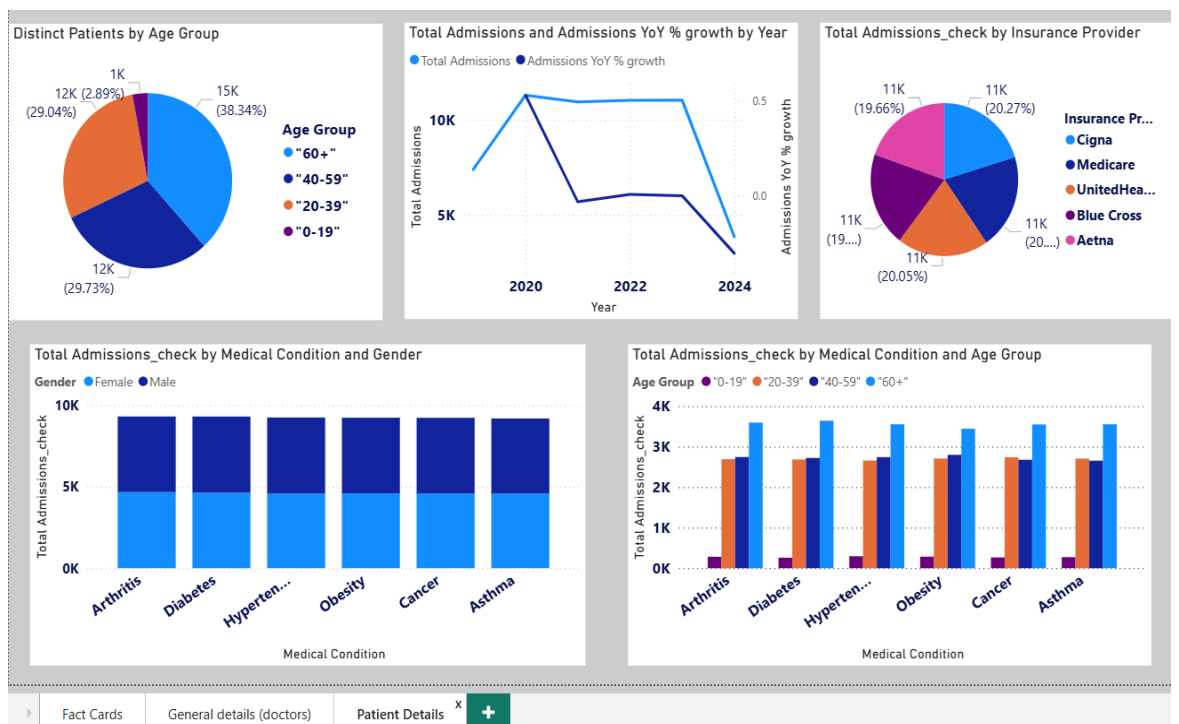 Distinct Patients by Age Group
1K
(2.89%)
12K
(29.04%)
15K
(38.34%)
12K
(29.73%)
Age Group
"60+"
"40-59"
"20-39"
"0-19"
Total Admissions and Admissions YoY % growth by Year
Total Admissions Admissions YoY % growth
10K
5K
Total Admissions
0.5
0.0
Admissions YoY % growth
2020 2022 2024
Year
Total Admissions_check by Insurance Provider
11K
(19.66%)
11K
(20.27%)
11K
(19....)
11K
(20....)
11K
(20.05%)
Insurance Pr...
Cigna
Medicare
UnitedHea...
Blue Cross
Aetna
Total Admissions_check by Medical Condition and Gender
Gender Female Male
10K
5K
0K
Total Admissions_check
Arthritis Diabetes Hyperten... Obesity Cancer Asthma
Medical Condition
Total Admissions_check by Medical Condition and Age Group
Age Group "0-19" "20-39" "40-59" "60+"
4K
3K
2K
1K
0K
Total Admissions_check
Arthritis Diabetes Hyperten... Obesity Cancer Asthma
Medical Condition
Fact Cards General details (doctors) Patient Details x +